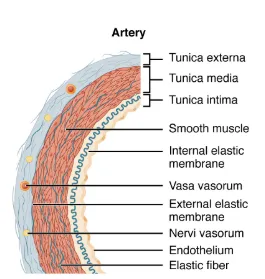 Artery
Tunica externa
Tunica media
Tunica intima
Smooth muscle
Internal elastic
membrane
Vasa vasorum
External elastic
membrane
Nervi vasorum
Endothelium
Elastic fiber